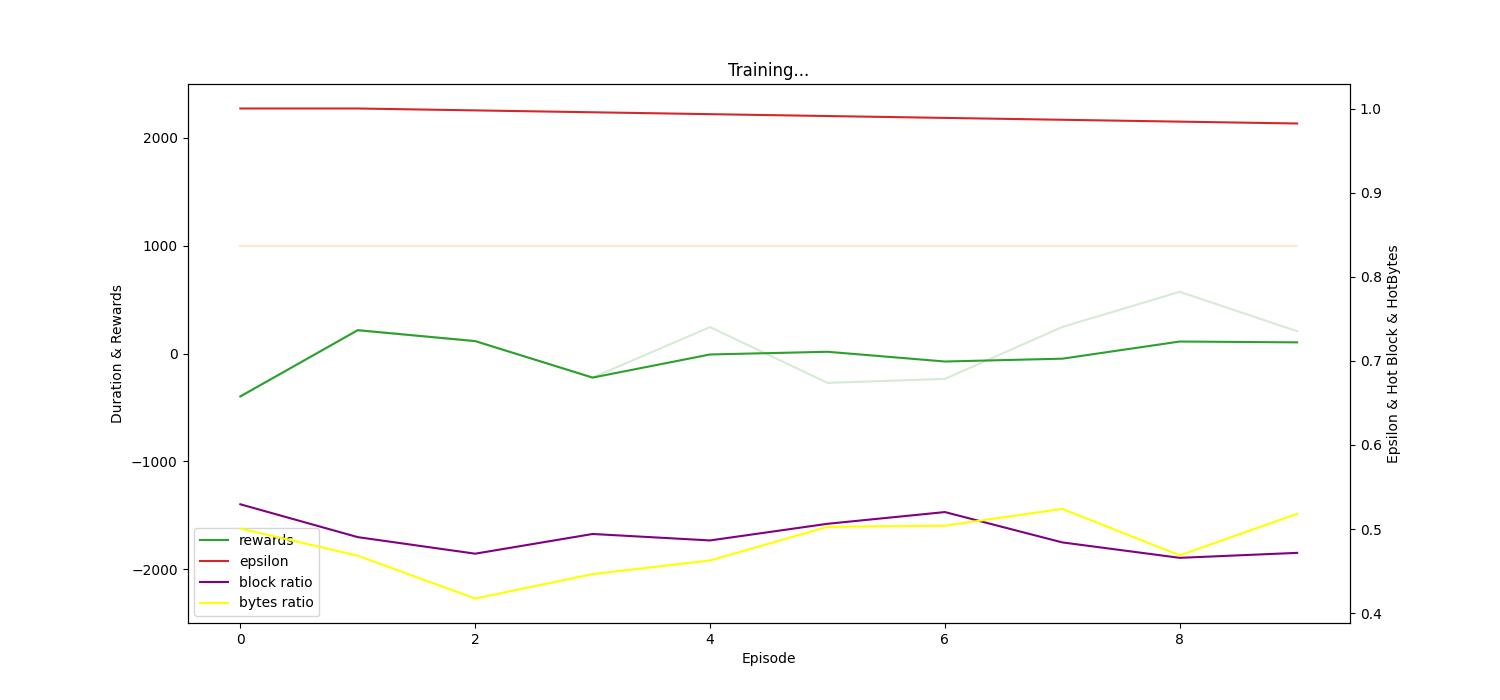 Training...
2000
1000
0
−1000
−2000
Duration & Rewards
1.0
0.9
0.8
0.7
0.6
0.5
0.4
Epsilon & Hot Block & HotBytes
rewards
epsilon
block ratio
bytes ratio
0 2 4 6 8
Episode